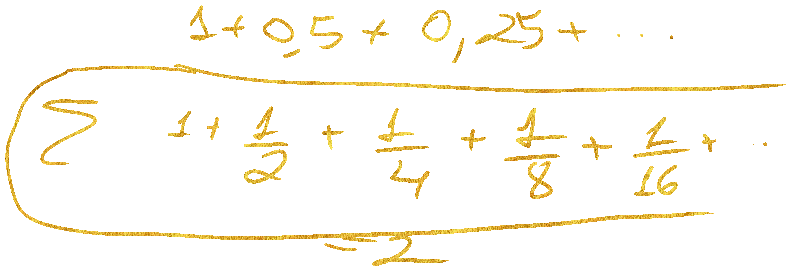 1 + 0,5 + 0,25 + ...
Σ 1 + 1/2 + 1/4 + 1/8 + 1/16 + ..
= 2